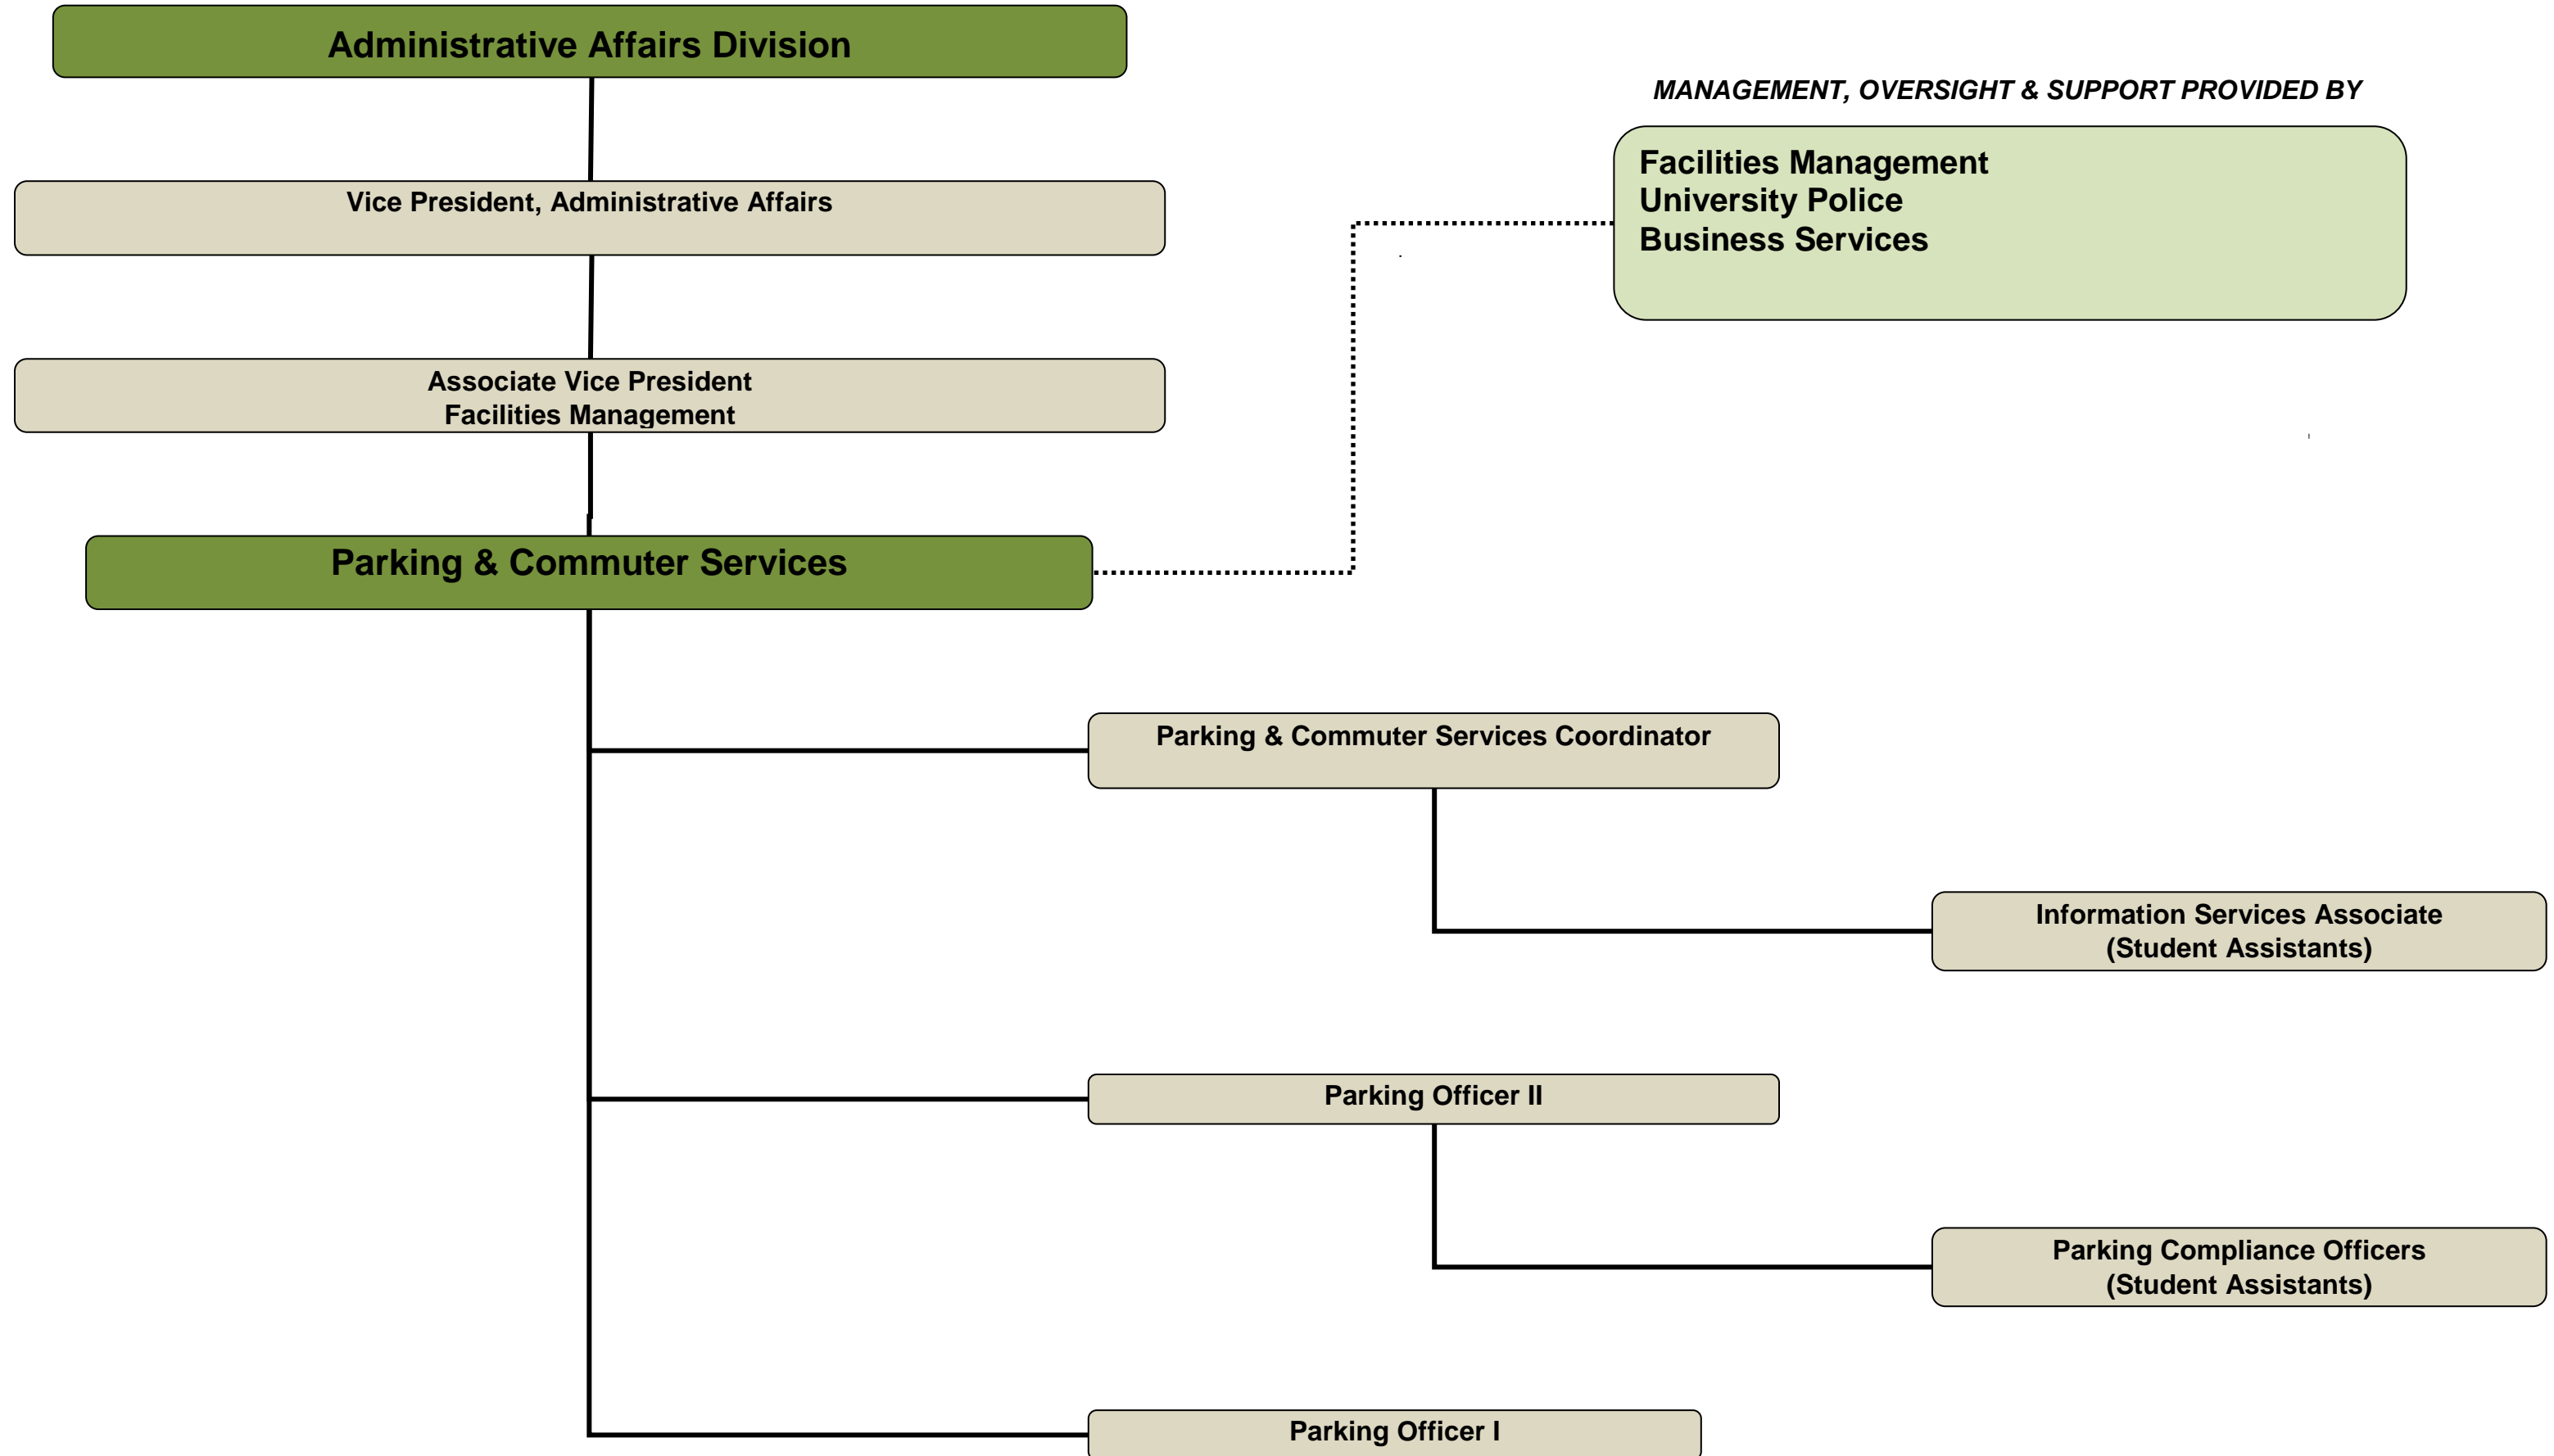 Administrative Affairs Division
MANAGEMENT, OVERSIGHT & SUPPORT PROVIDED BY
Facilities Management
University Police
Business Services
Vice President, Administrative Affairs
Associate Vice President
Facilities Management
Parking & Commuter Services
Parking & Commuter Services Coordinator
Information Services Associate
(Student Assistants)
Parking Officer II
Parking Compliance Officers
(Student Assistants)
Parking Officer I